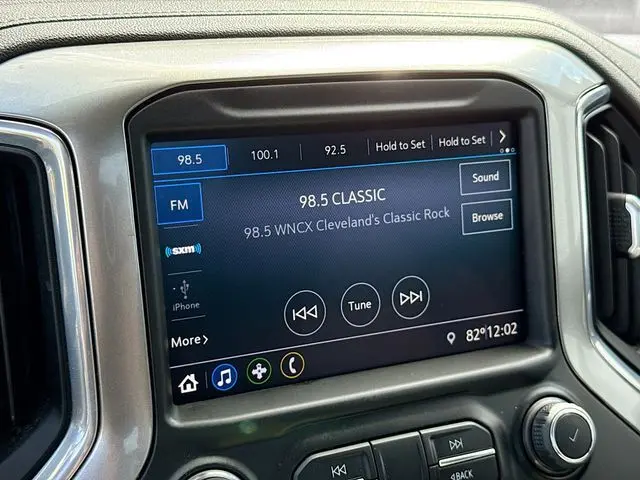 98.5 100.1 92.5 Hold to Set Hold to Set
FM
98.5 CLASSIC
Sound
98.5 WNCX Cleveland's Classic Rock
Browse
((sxm))
iPhone
Tune
More
82° 12:02
BACK